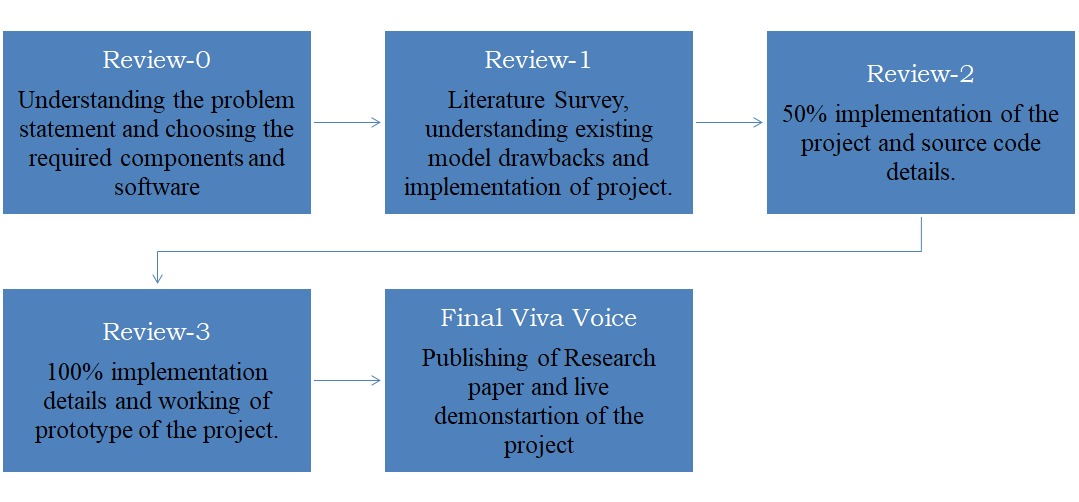 Review-0
Understanding the problem
statement and choosing the
required components and
software
Review-1
Literature Survey,
understanding existing
model drawbacks and
implementation of project.
Review-2
50% implementation of the
project and source code
details.
Review-3
100% implementation
details and working of
prototype of the project.
Final Viva Voice
Publishing of Research
paper and live
demonstartion of the
project